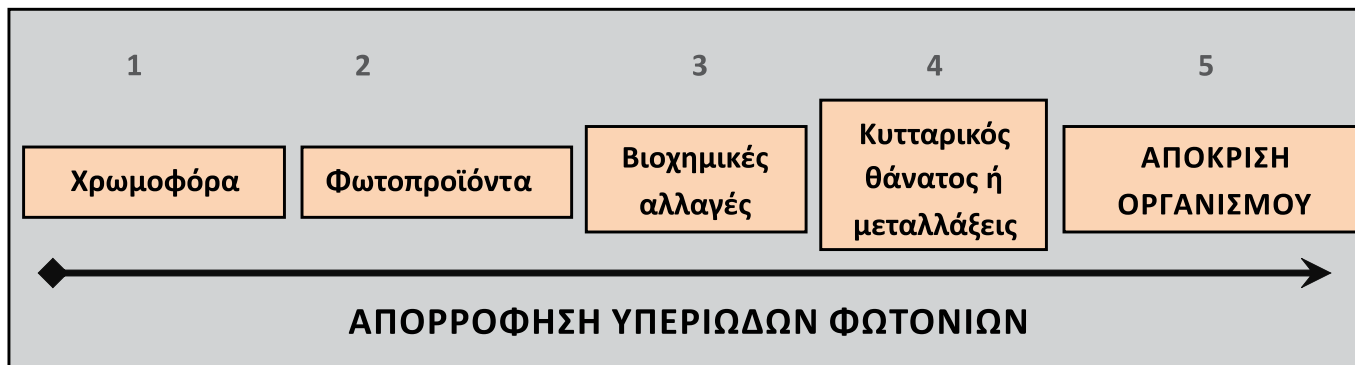 1 2 3 4 5
Χρωμοφόρα
Φωτοπροϊόντα
Βιοχημικές
αλλαγές
Κυτταρικός
θάνατος ή
μεταλλάξεις
ΑΠΟΚΡΙΣΗ
ΟΡΓΑΝΙΣΜΟΥ
ΑΠΟΡΡΟΦΗΣΗ ΥΠΕΡΙΩΔΩΝ ΦΩΤΟΝΙΩΝ